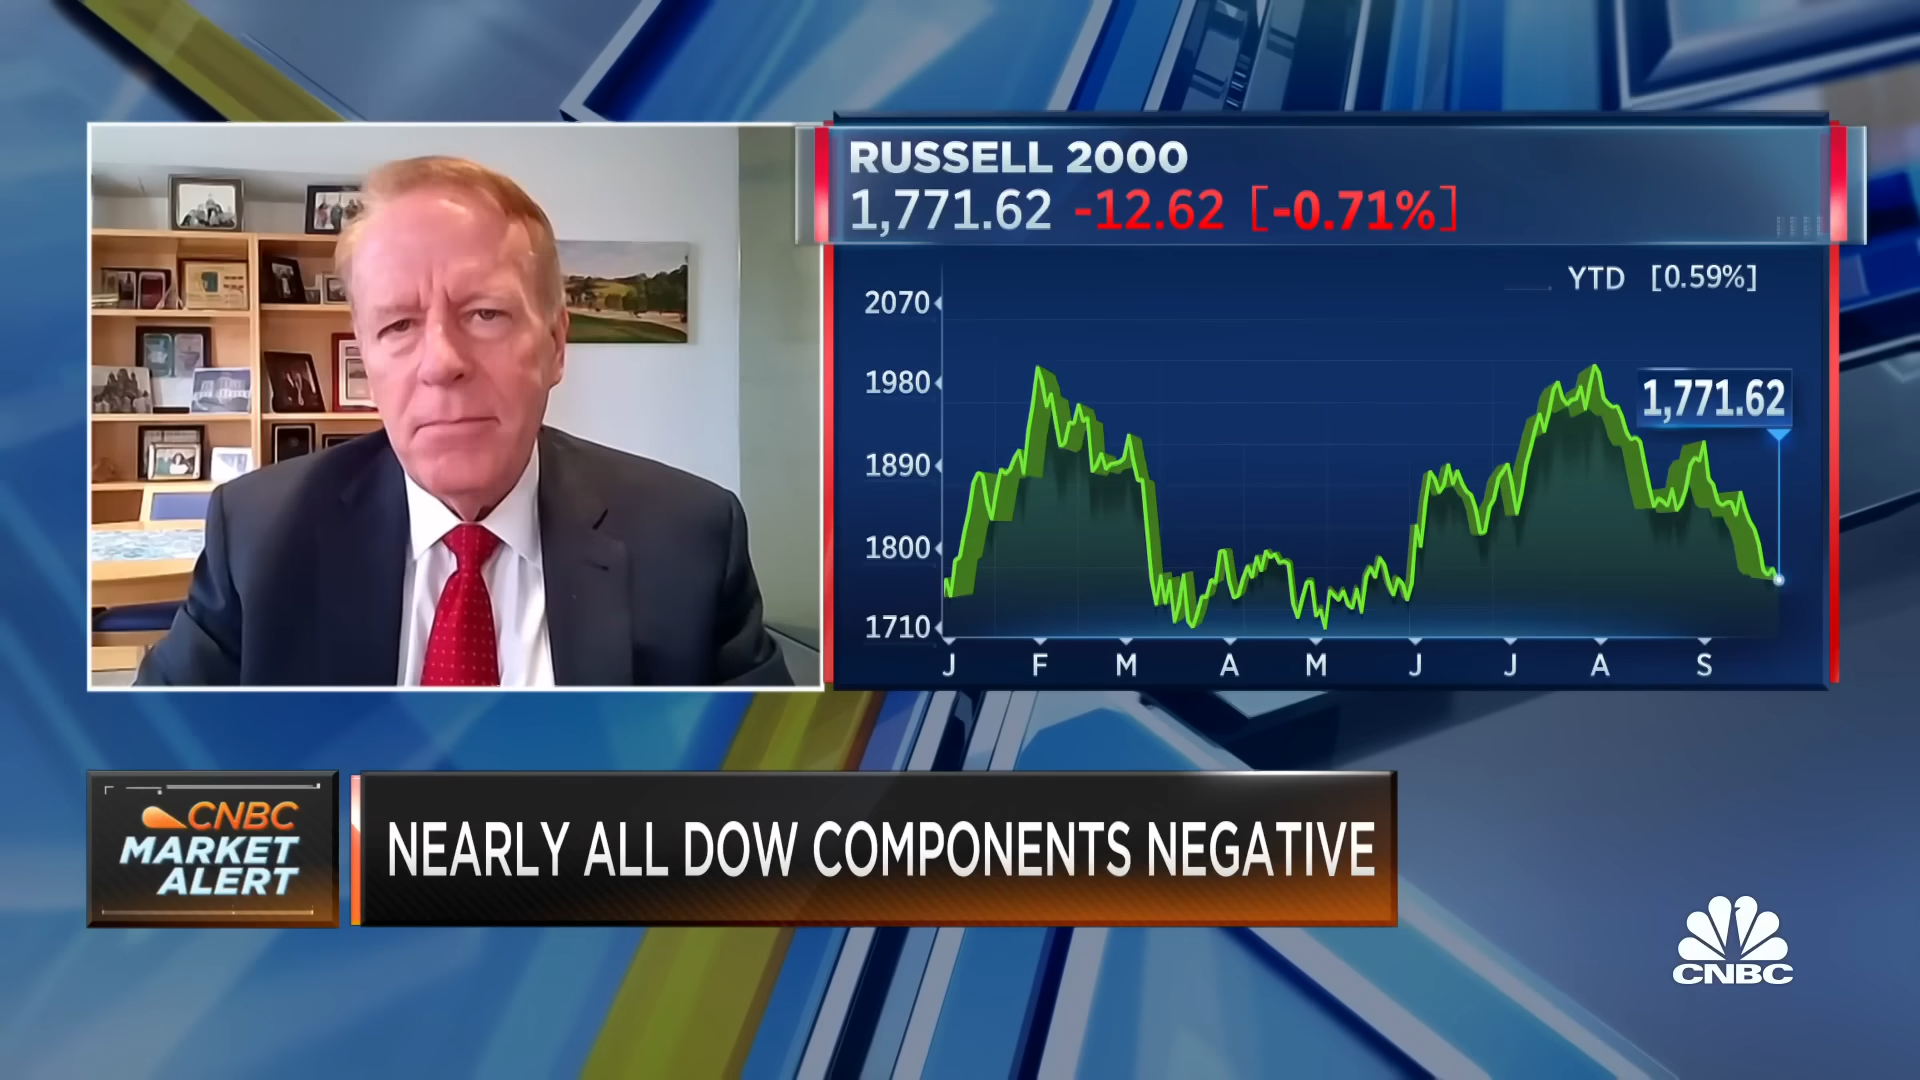 RUSSELL 2000
1,771.62 -12.62 [-0.71%]
YTD [0.59%]
2070
1980
1890
1800
1710
1,771.62
J F M A M J J A S
CNBC
MARKET
ALERT
NEARLY ALL DOW COMPONENTS NEGATIVE
CNBC